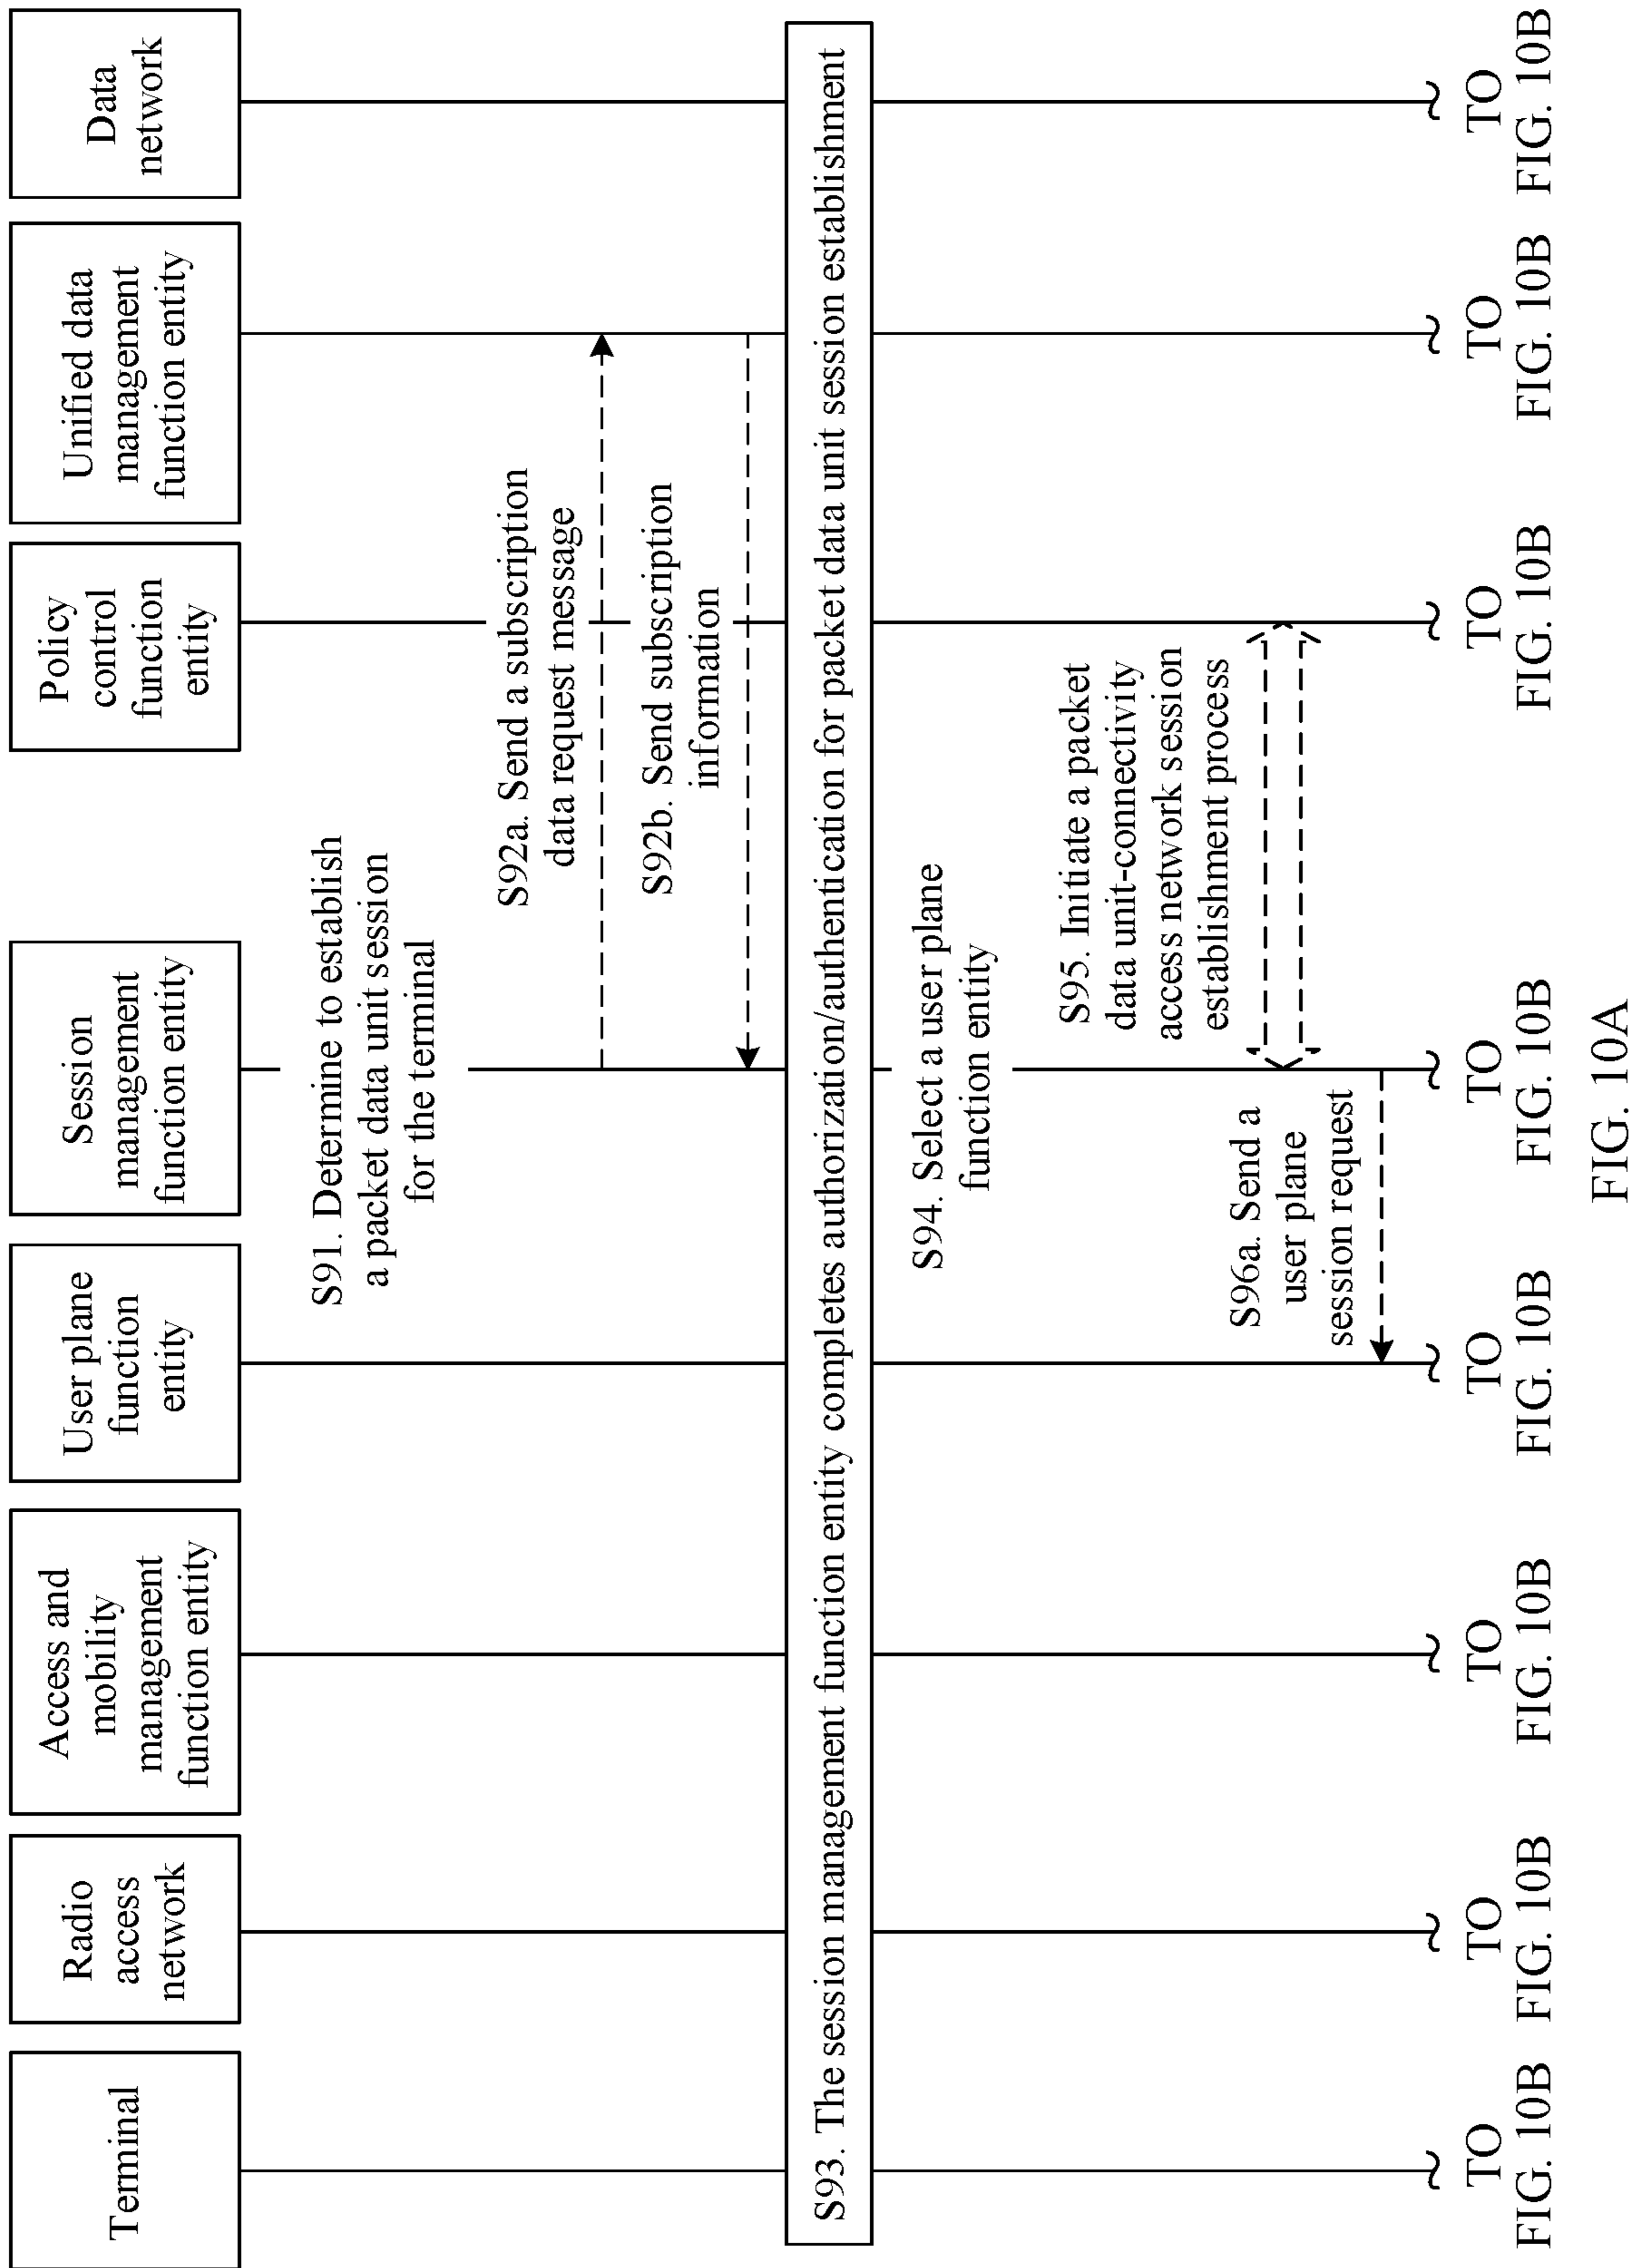 Terminal
Radio
access
network
Access and
mobility
management
function entity
User plane
function
entity
Session
management
function entity
Policy
control
function
entity
Unified data
management
function entity
Data
network
S91. Determine to establish
a packet data unit session
for the terminal
S92a. Send a subscription
data request message
S92b. Send subscription
information
S93. The session management function entity completes authorization/authentication for packet data unit session establishment
S94. Select a user plane
function entity
S95. Initiate a packet
data unit-connectivity
access network session
establishment process
S96a. Send a
user plane
session request
TO
FIG. 10B
TO
FIG. 10B
TO
FIG. 10B
TO
FIG. 10B
TO
FIG. 10B
TO
FIG. 10B
TO
FIG. 10B
TO
FIG. 10B
FIG. 10A